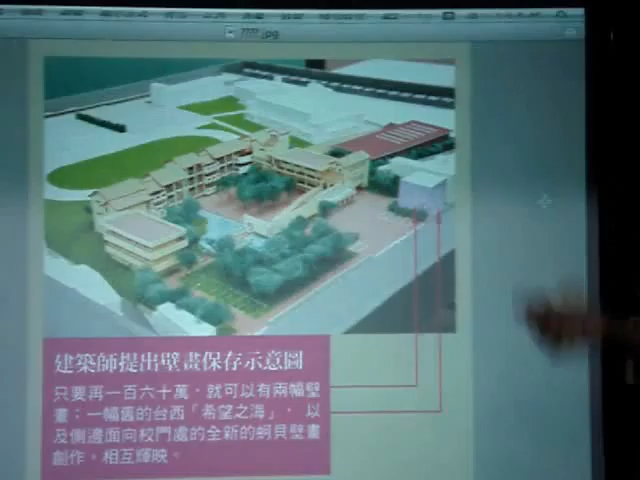 ????.jpg
建築師提出壁畫保存示意圖
只要再一百六十萬，就可以有兩幅壁
畫：一幅舊的台西「希望之海」，以
及側邊面向校門處的全新的蚵貝壁畫
創作，相互輝映。